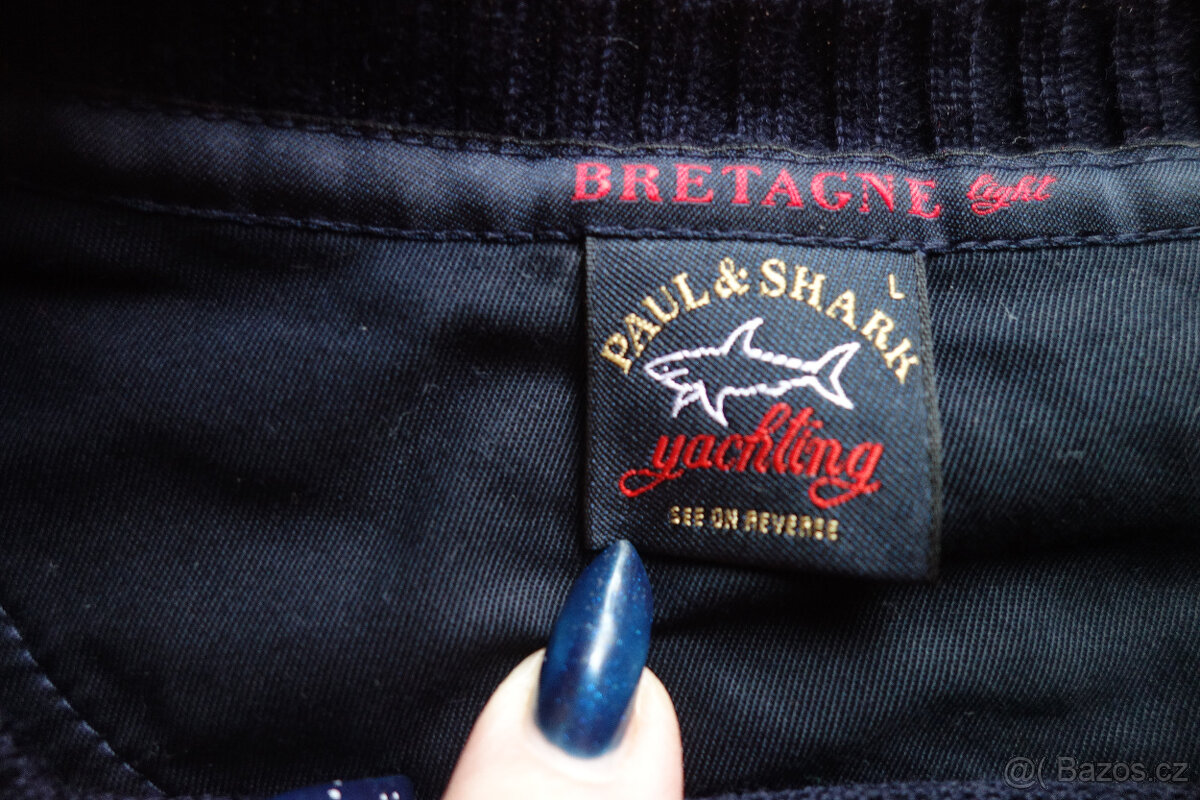 BRETAGNE light
L
PAUL & SHARK
yachting
SEE ON REVERSE
@( Bazos.cz